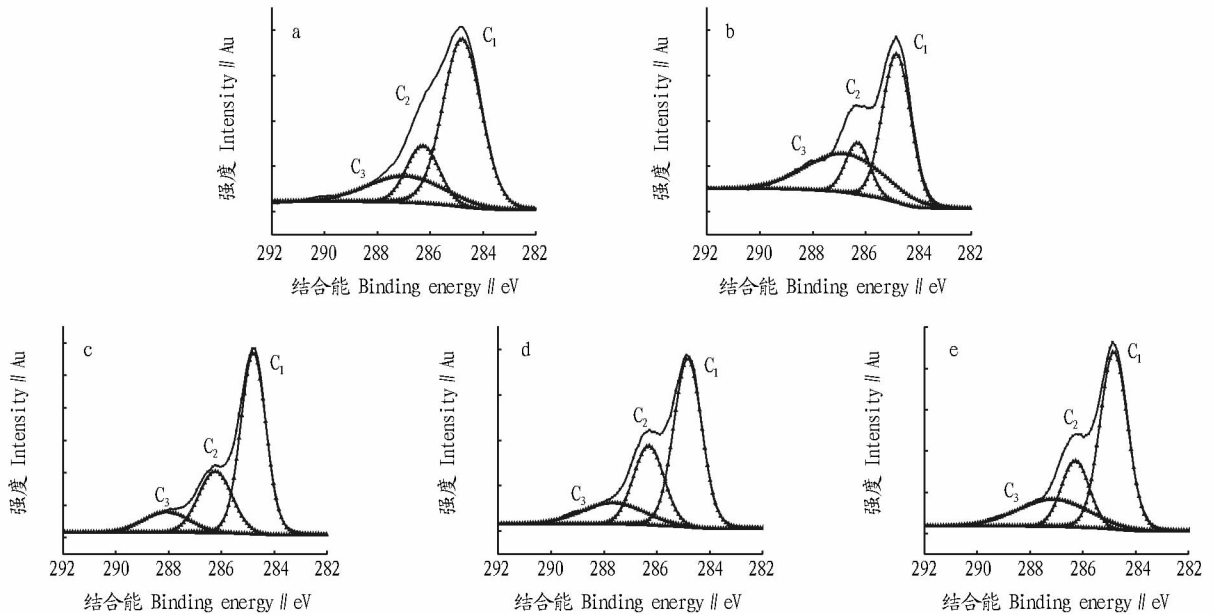 a
C₁
C₂
C₃
强度 Intensity // Au
292 290 288 286 284 282
结合能 Binding energy // eV
b
C₁
C₂
C₃
强度 Intensity // Au
292 290 288 286 284 282
结合能 Binding energy // eV
c
C₁
C₂
C₃
强度 Intensity // Au
292 290 288 286 284 282
结合能 Binding energy // eV
d
C₁
C₂
C₃
强度 Intensity // Au
292 290 288 286 284 282
结合能 Binding energy // eV
e
C₁
C₂
C₃
强度 Intensity // Au
292 290 288 286 284 282
结合能 Binding energy // eV